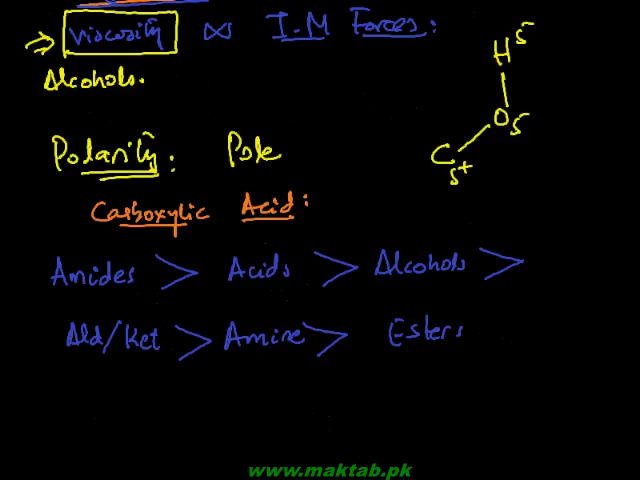 ⇒ Viscosity ∝ I-M Forces:
Alcohols.
H δ-
O δ-
C δ+
Polarity: Pole
Carboxylic Acid:
Amides > Acids > Alcohols >
Ald/Ket > Amine > Esters
www.maktab.pk